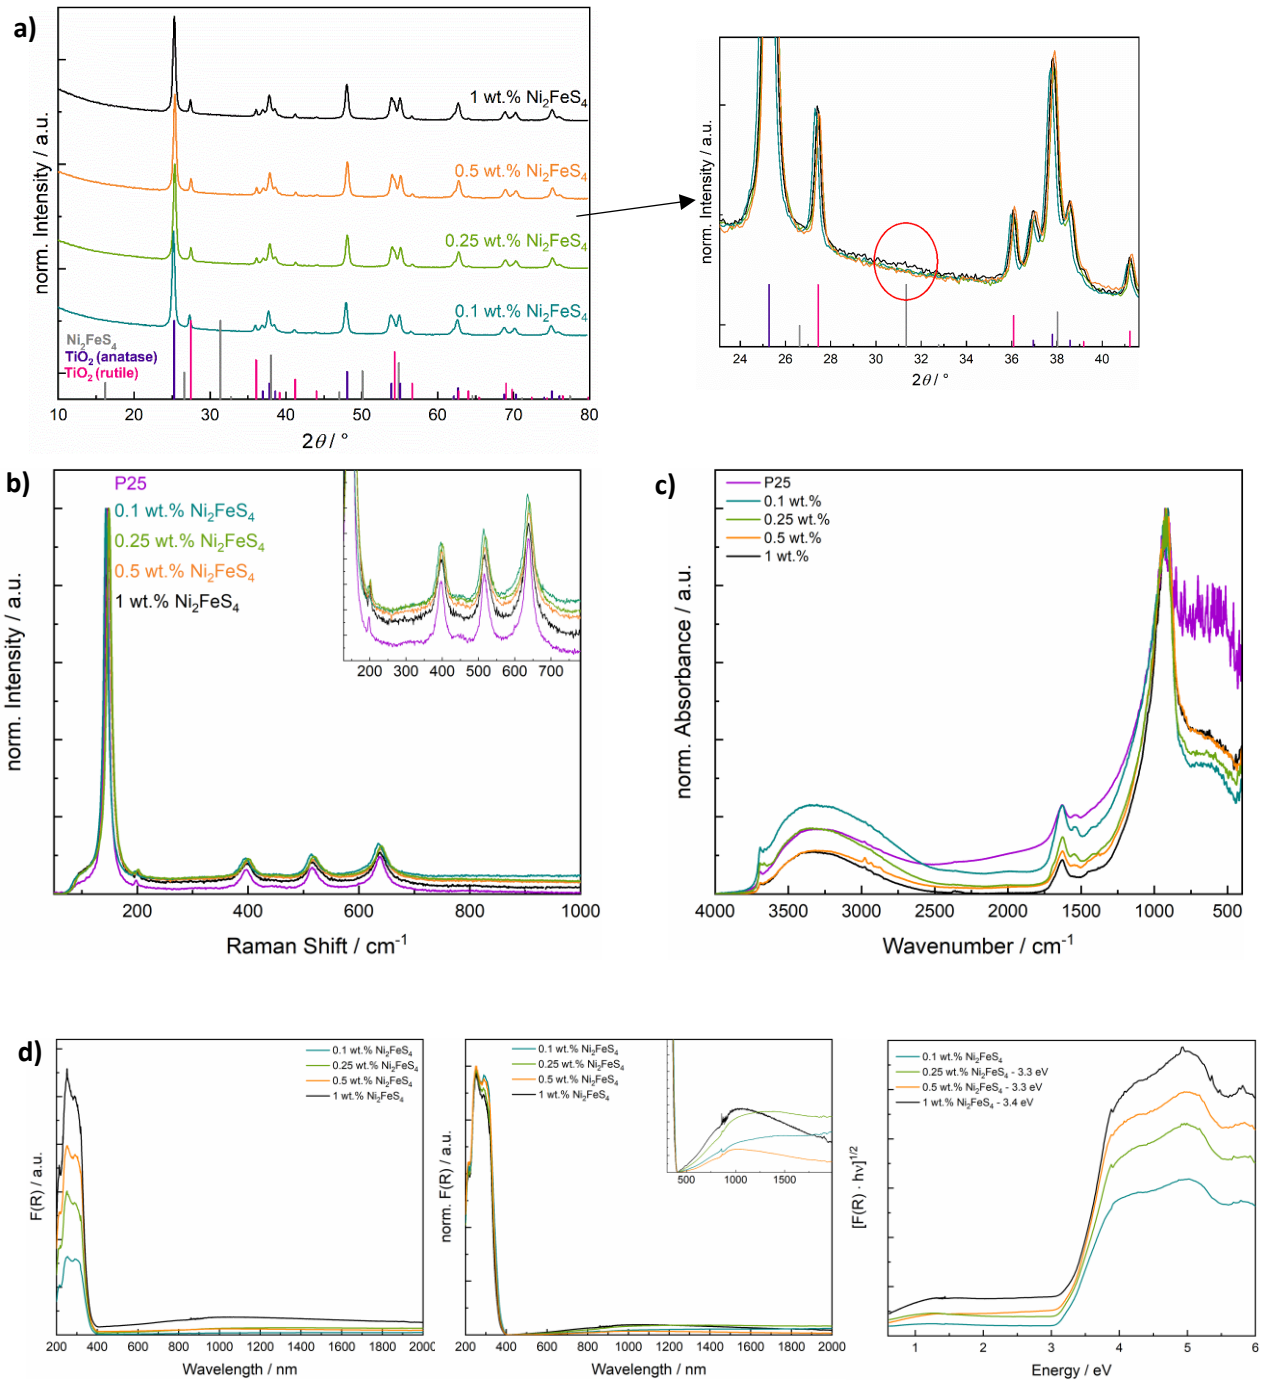 a)
norm. Intensity / a.u.
1 wt.% Ni₂FeS₄
0.5 wt.% Ni₂FeS₄
0.25 wt.% Ni₂FeS₄
0.1 wt.% Ni₂FeS₄
Ni₂FeS₄
TiO₂ (anatase)
TiO₂ (rutile)
10 20 30 40 50 60 70 80
2θ / °
norm. Intensity / a.u.
24 26 28 30 32 34 36 38 40
2θ / °
b)
norm. Intensity / a.u.
P25
0.1 wt.% Ni₂FeS₄
0.25 wt.% Ni₂FeS₄
0.5 wt.% Ni₂FeS₄
1 wt.% Ni₂FeS₄
200 300 400 500 600 700
200 400 600 800 1000
Raman Shift / cm⁻¹
c)
norm. Absorbance / a.u.
P25
0.1 wt.%
0.25 wt.%
0.5 wt.%
1 wt.%
4000 3500 3000 2500 2000 1500 1000 500
Wavenumber / cm⁻¹
d)
F(R) / a.u.
0.1 wt.% Ni₂FeS₄
0.25 wt.% Ni₂FeS₄
0.5 wt.% Ni₂FeS₄
1 wt.% Ni₂FeS₄
200 400 600 800 1000 1200 1400 1600 1800 2000
Wavelength / nm
norm. F(R) / a.u.
0.1 wt.% Ni₂FeS₄
0.25 wt.% Ni₂FeS₄
0.5 wt.% Ni₂FeS₄
1 wt.% Ni₂FeS₄
500 1000 1500
200 400 600 800 1000 1200 1400 1600 1800 2000
Wavelength / nm
[F(R) · hν]¹ᐟ²
0.1 wt.% Ni₂FeS₄
0.25 wt.% Ni₂FeS₄ - 3.3 eV
0.5 wt.% Ni₂FeS₄ - 3.3 eV
1 wt.% Ni₂FeS₄ - 3.4 eV
1 2 3 4 5 6
Energy / eV